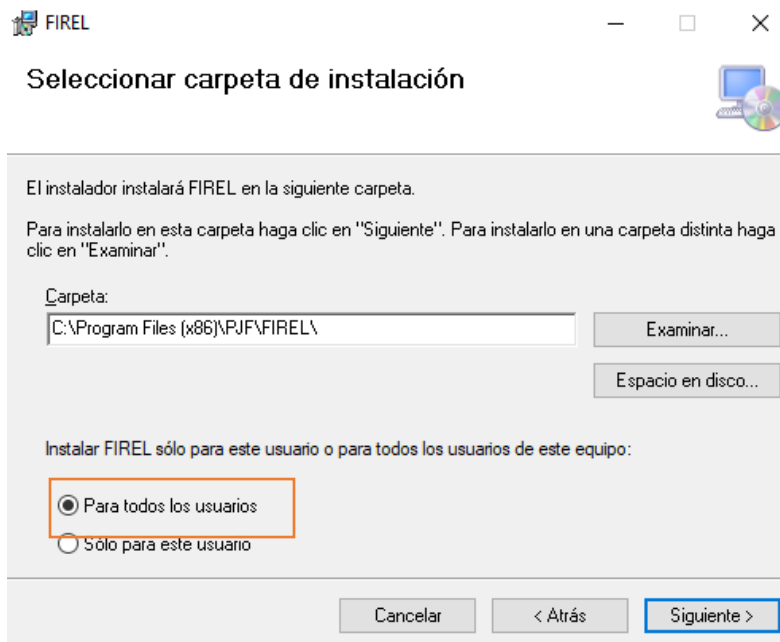 FIREL
Seleccionar carpeta de instalación
El instalador instalará FIREL en la siguiente carpeta.
Para instalarlo en esta carpeta haga clic en "Siguiente". Para instalarlo en una carpeta distinta haga
clic en "Examinar".
Carpeta:
C:\Program Files (x86)\PJF\FIREL\
Examinar...
Espacio en disco...
Instalar FIREL sólo para este usuario o para todos los usuarios de este equipo:
Para todos los usuarios
Sólo para este usuario
Cancelar
< Atrás
Siguiente >